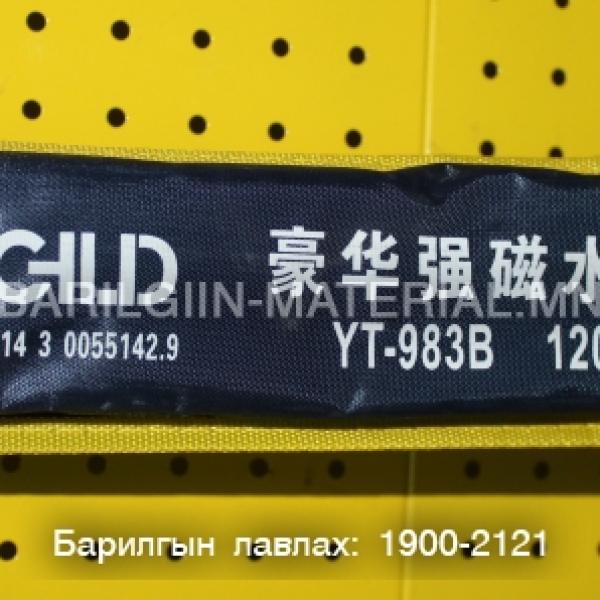 豪华强磁水
BARILGIIN-MATERIAL.MN
14 3 0055142.9 YT-983B 120
Барилгын лавлах: 1900-2121